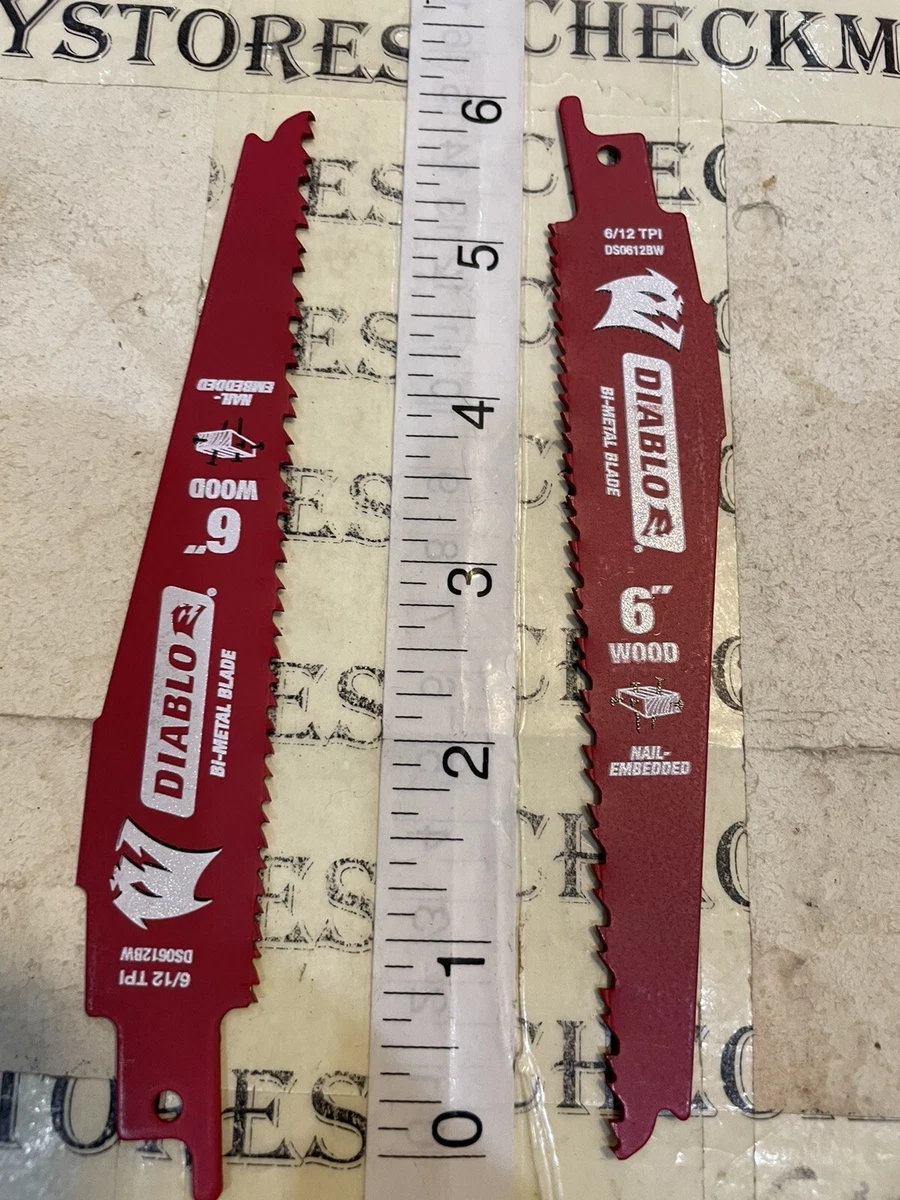 YSTORES CHECKM
NAIL-
EMBEDDED
WOOD
6"
DIABLO
BI-METAL BLADE
DS0612BW
6/12 TPI
6
5
4
3
2
1
0
6/12 TPI
DS0612BW
DIABLO
BI-METAL BLADE
6"
WOOD
NAIL-
EMBEDDED